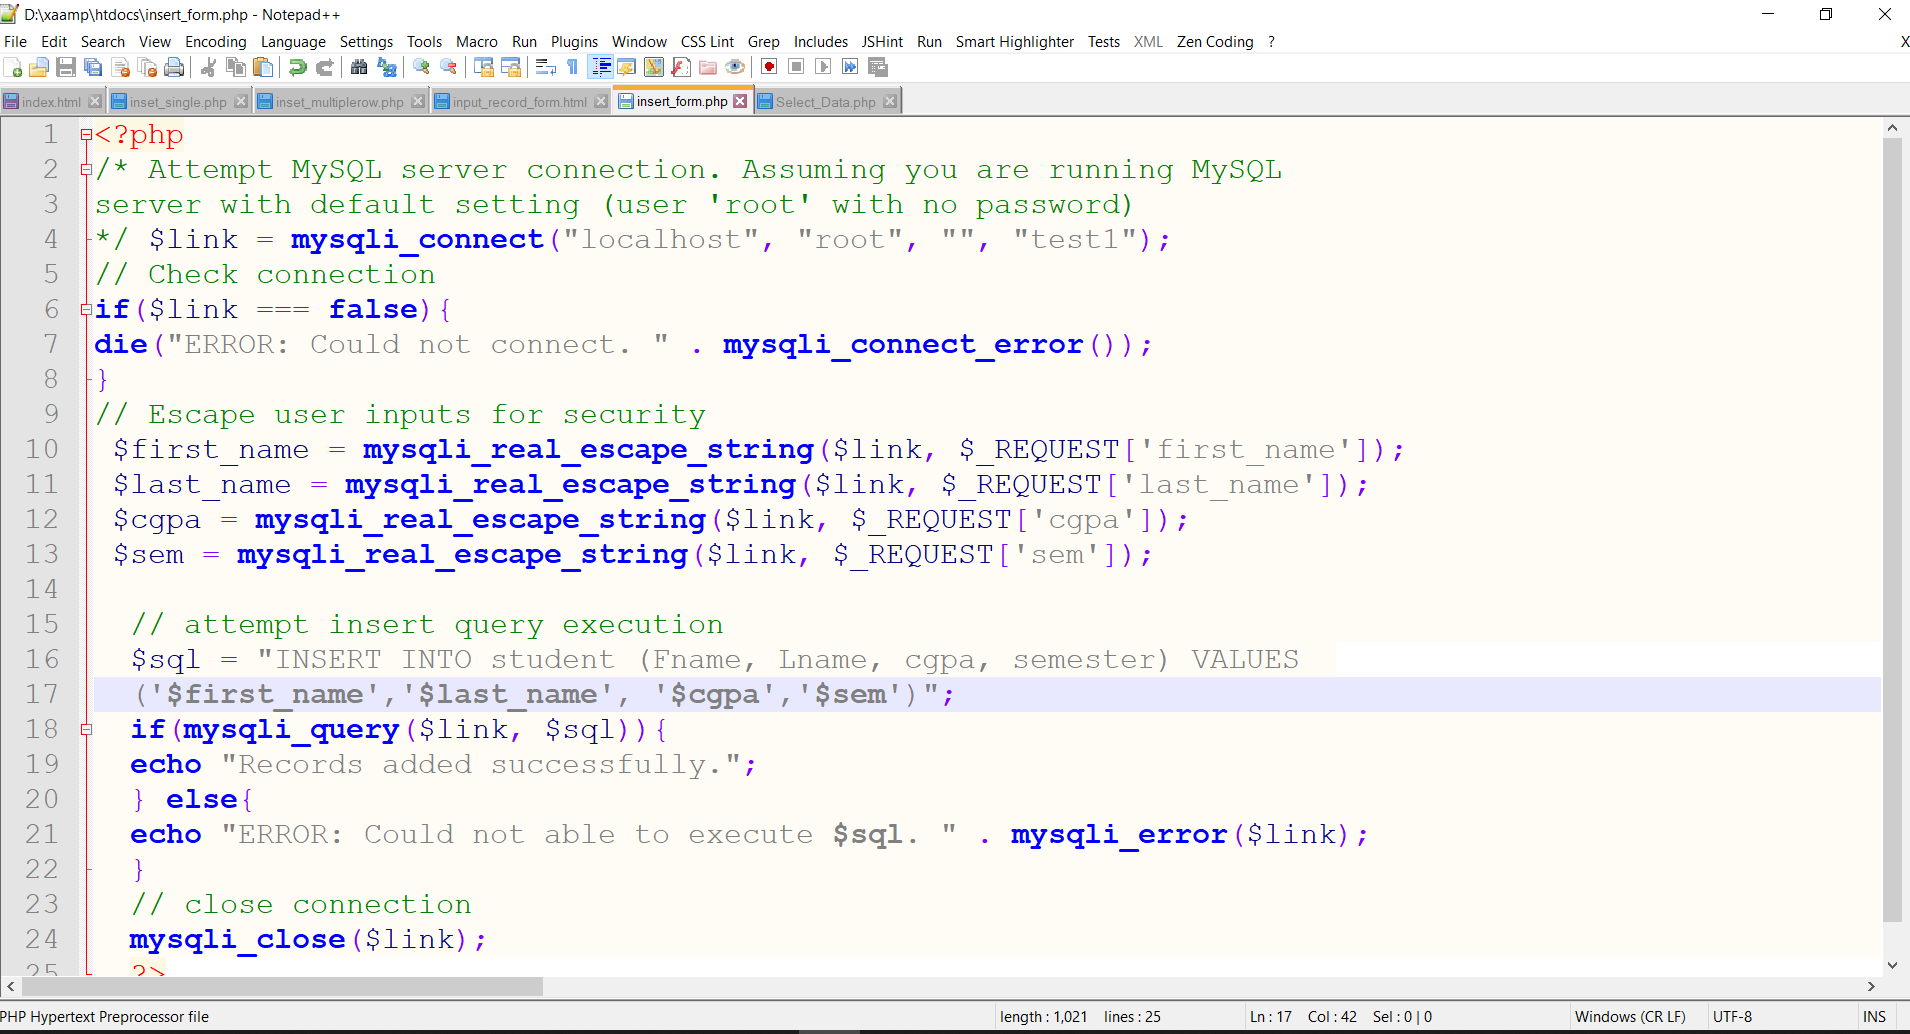 D:\xaamp\htdocs\insert_form.php - Notepad++
File Edit Search View Encoding Language Settings Tools Macro Run Plugins Window CSS Lint Grep Includes JSHint Run Smart Highlighter Tests XML Zen Coding ? X
index.html inset_single.php inset_multiplerow.php input_record_form.html insert_form.php Select_Data.php
1 <?php
2 /* Attempt MySQL server connection. Assuming you are running MySQL
3 server with default setting (user 'root' with no password)
4 */ $link = mysqli_connect("localhost", "root", "", "test1");
5 // Check connection
6 if($link === false){
7 die("ERROR: Could not connect. " . mysqli_connect_error());
8 }
9 // Escape user inputs for security
10 $first_name = mysqli_real_escape_string($link, $_REQUEST['first_name']);
11 $last_name = mysqli_real_escape_string($link, $_REQUEST['last_name']);
12 $cgpa = mysqli_real_escape_string($link, $_REQUEST['cgpa']);
13 $sem = mysqli_real_escape_string($link, $_REQUEST['sem']);
14
15 // attempt insert query execution
16 $sql = "INSERT INTO student (Fname, Lname, cgpa, semester) VALUES
17 ('$first_name','$last_name', '$cgpa','$sem')";
18 if(mysqli_query($link, $sql)){
19 echo "Records added successfully.";
20 } else{
21 echo "ERROR: Could not able to execute $sql. " . mysqli_error($link);
22 }
23 // close connection
24 mysqli_close($link);
25 ?>
PHP Hypertext Preprocessor file length : 1,021 lines : 25 Ln : 17 Col : 42 Sel : 0 | 0 Windows (CR LF) UTF-8 INS